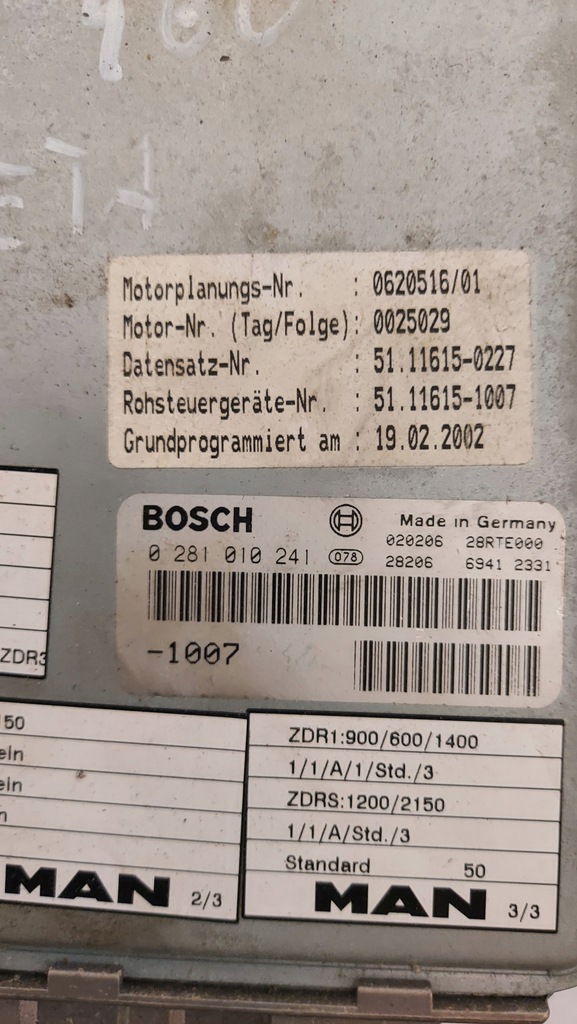 Motorplanungs-Nr. : 0620516/01
Motor-Nr. (Tag/Folge): 0025029
Datensatz-Nr. : 51.11615-0227
Rohsteuergeräte-Nr. : 51.11615-1007
Grundprogrammiert am : 19.02.2002
BOSCH
Made in Germany
0 281 010 241 078
020206 28RTE000
28206 6941 2331
-1007
ZDR3
50
ein
ein
n
MAN 2/3
ZDR1:900/600/1400
1/1/A/1/Std./3
ZDRS:1200/2150
1/1/A/Std./3
Standard 50
MAN 3/3